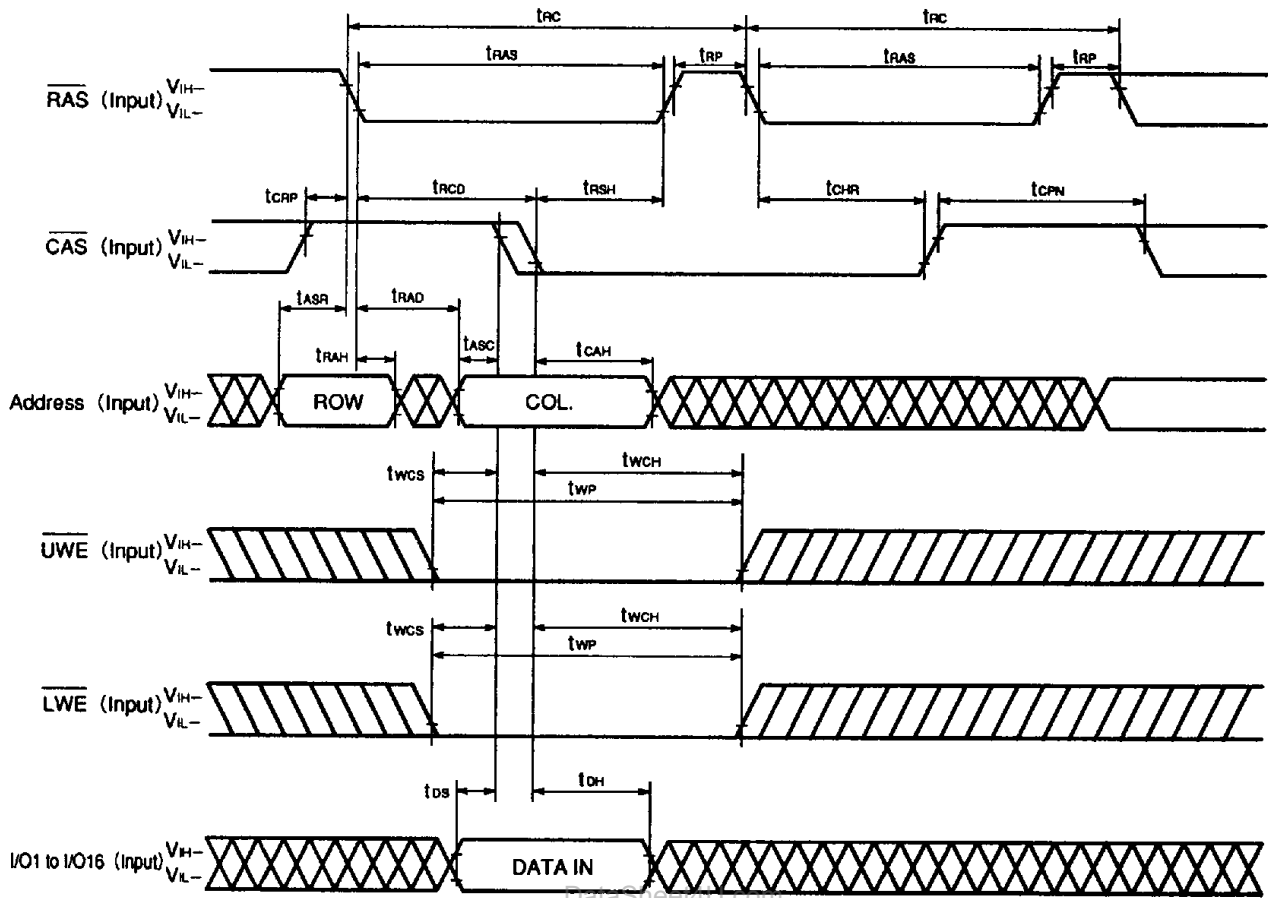 tRC tRC
tRAS tRP tRAS tRP
RAS (Input) VIH–
VIL–
tCRP tRCD tRSH tCHR tCPN
CAS (Input) VIH–
VIL–
tASR tRAD
tRAH tASC tCAH
Address (Input) VIH–
VIL–
ROW COL.
tWCS tWCH
tWP
UWE (Input) VIH–
VIL–
tWCS tWCH
tWP
LWE (Input) VIH–
VIL–
tDS tDH
I/O1 to I/O16 (Input) VIH–
VIL–
DATA IN